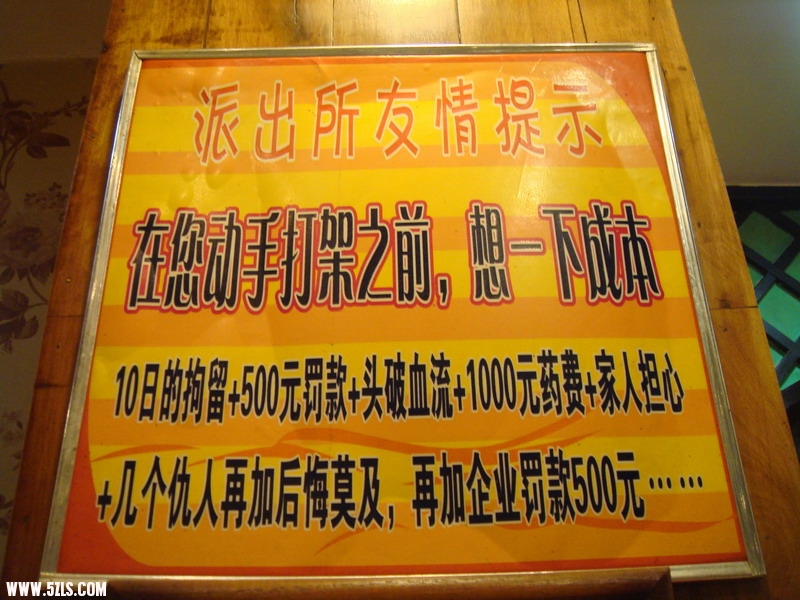 派出所友情提示
在您动手打架之前，想一下成本
10日的拘留+500元罚款+头破血流+1000元药费+家人担心
+几个仇人再加后悔莫及，再加企业罚款500元……
WWW.5ZLS.COM